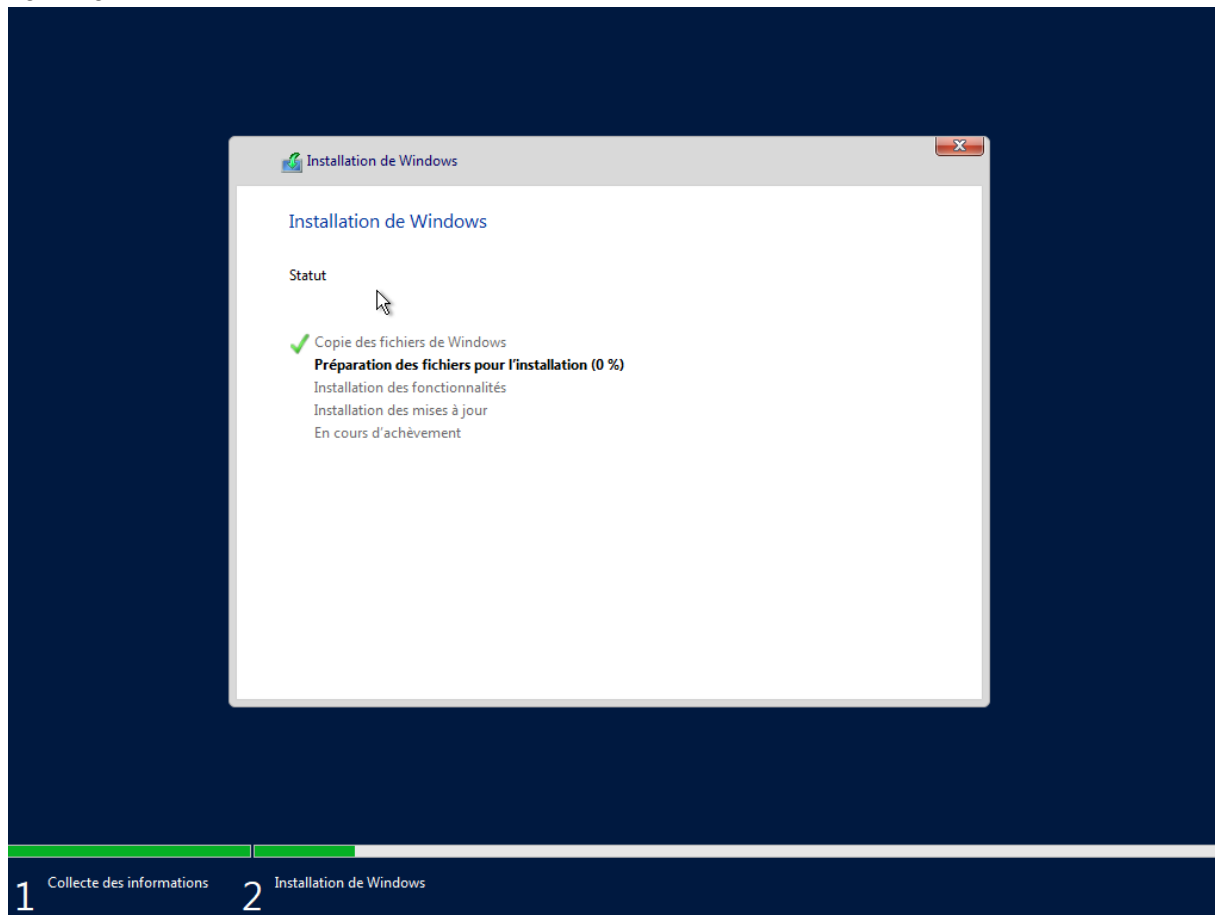 Installation de Windows
Installation de Windows
Statut
Copie des fichiers de Windows
Préparation des fichiers pour l'installation (0 %)
Installation des fonctionnalités
Installation des mises à jour
En cours d'achèvement
1 Collecte des informations 2 Installation de Windows